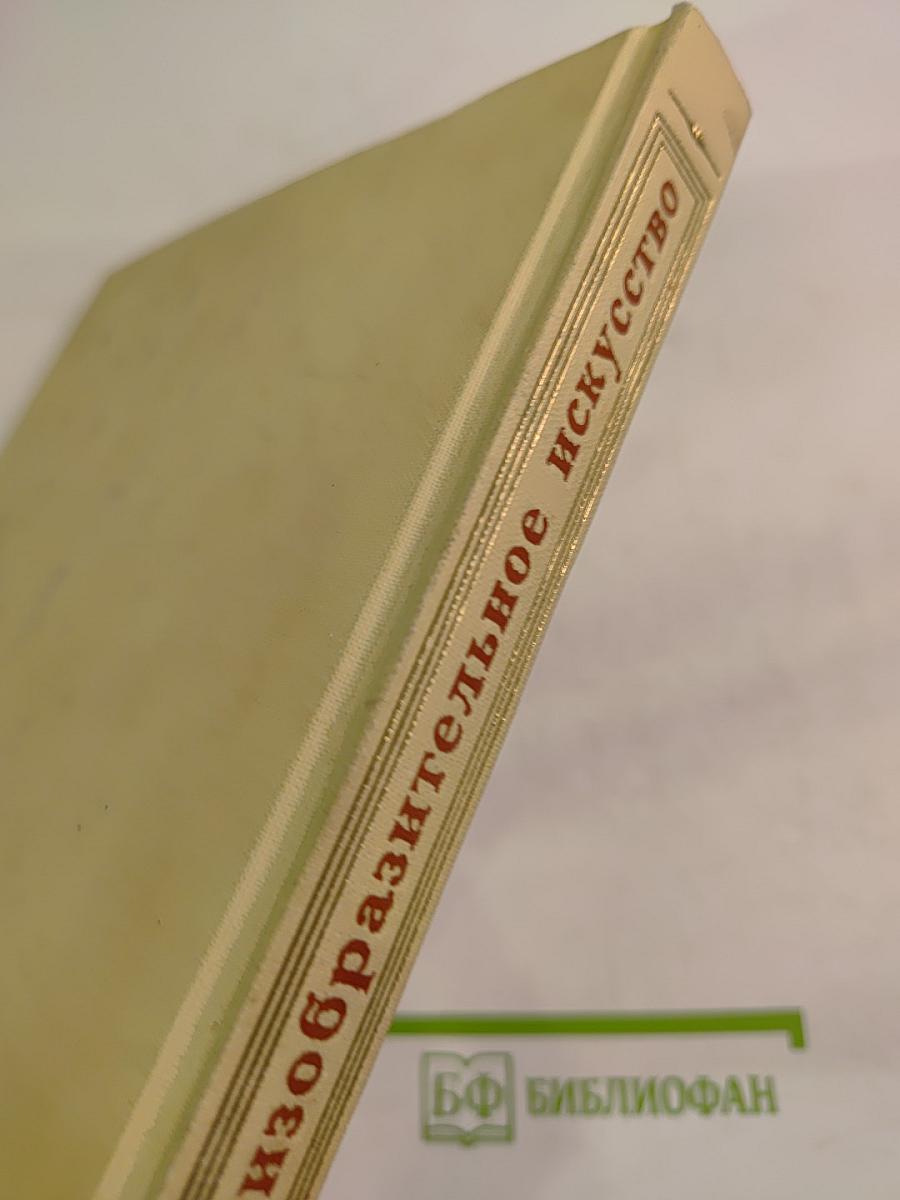 изобразительное искусство
БФ БИБЛИОФАН